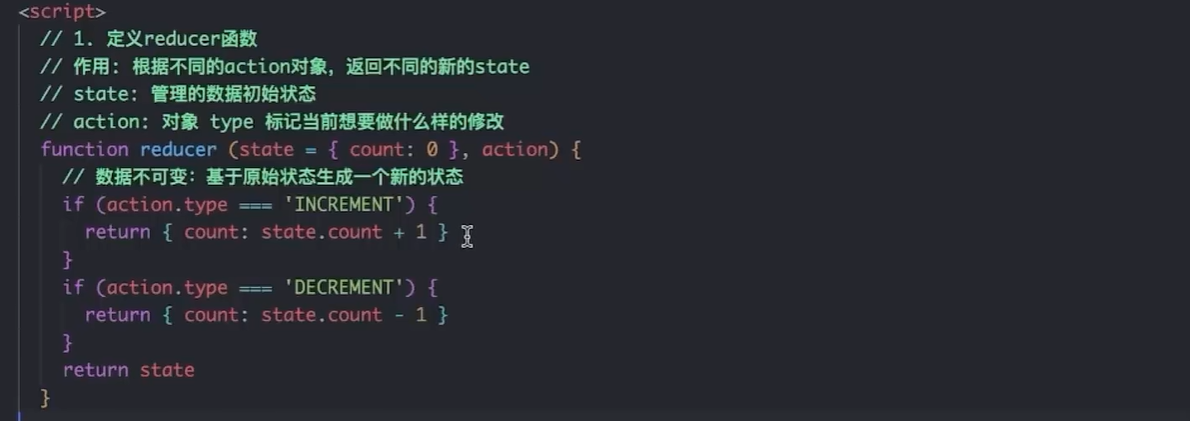 <script>
// 1. 定义reducer函数
// 作用: 根据不同的action对象，返回不同的新的state
// state: 管理的数据初始状态
// action: 对象 type 标记当前想要做什么样的修改
function reducer (state = { count: 0 }, action) {
// 数据不可变：基于原始状态生成一个新的状态
if (action.type === 'INCREMENT') {
return { count: state.count + 1 }
}
if (action.type === 'DECREMENT') {
return { count: state.count - 1 }
}
return state
}